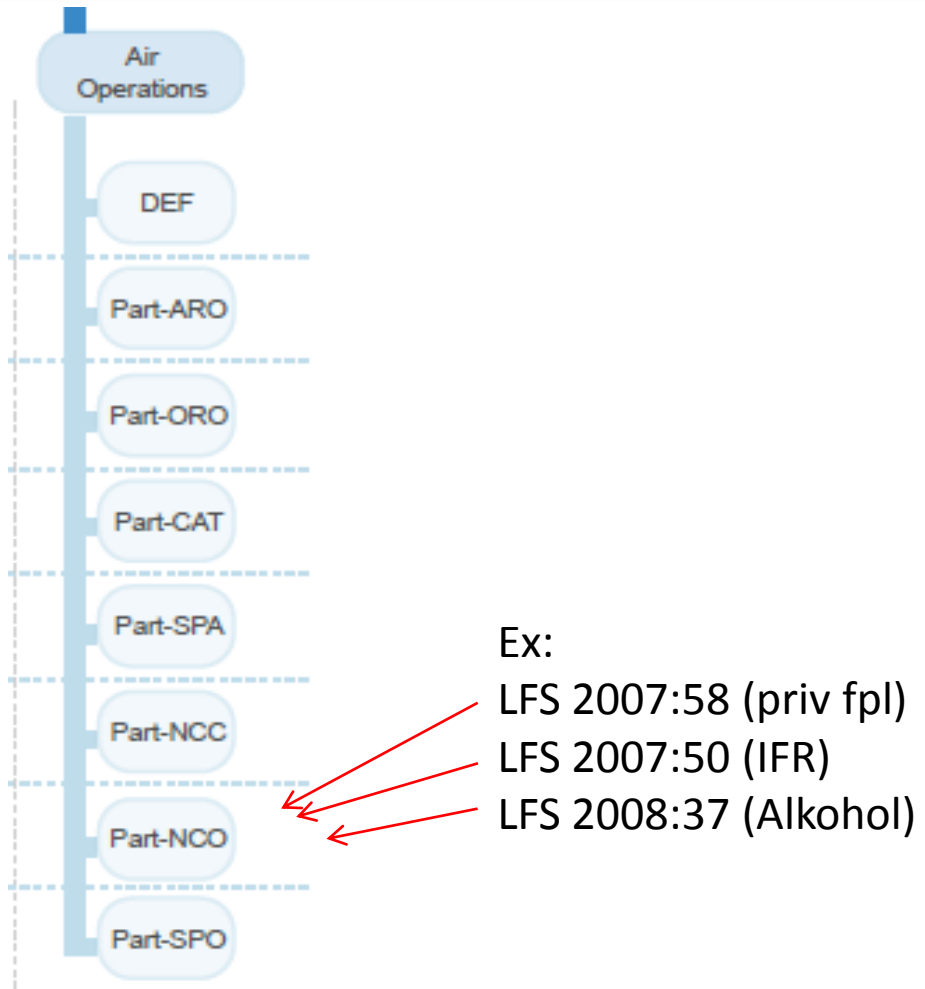 Air
Operations
DEF
Part-ARO
Part-ORO
Part-CAT
Part-SPA
Part-NCC
Part-NCO
Part-SPO
Ex:
LFS 2007:58 (priv fpl)
LFS 2007:50 (IFR)
LFS 2008:37 (Alkohol)